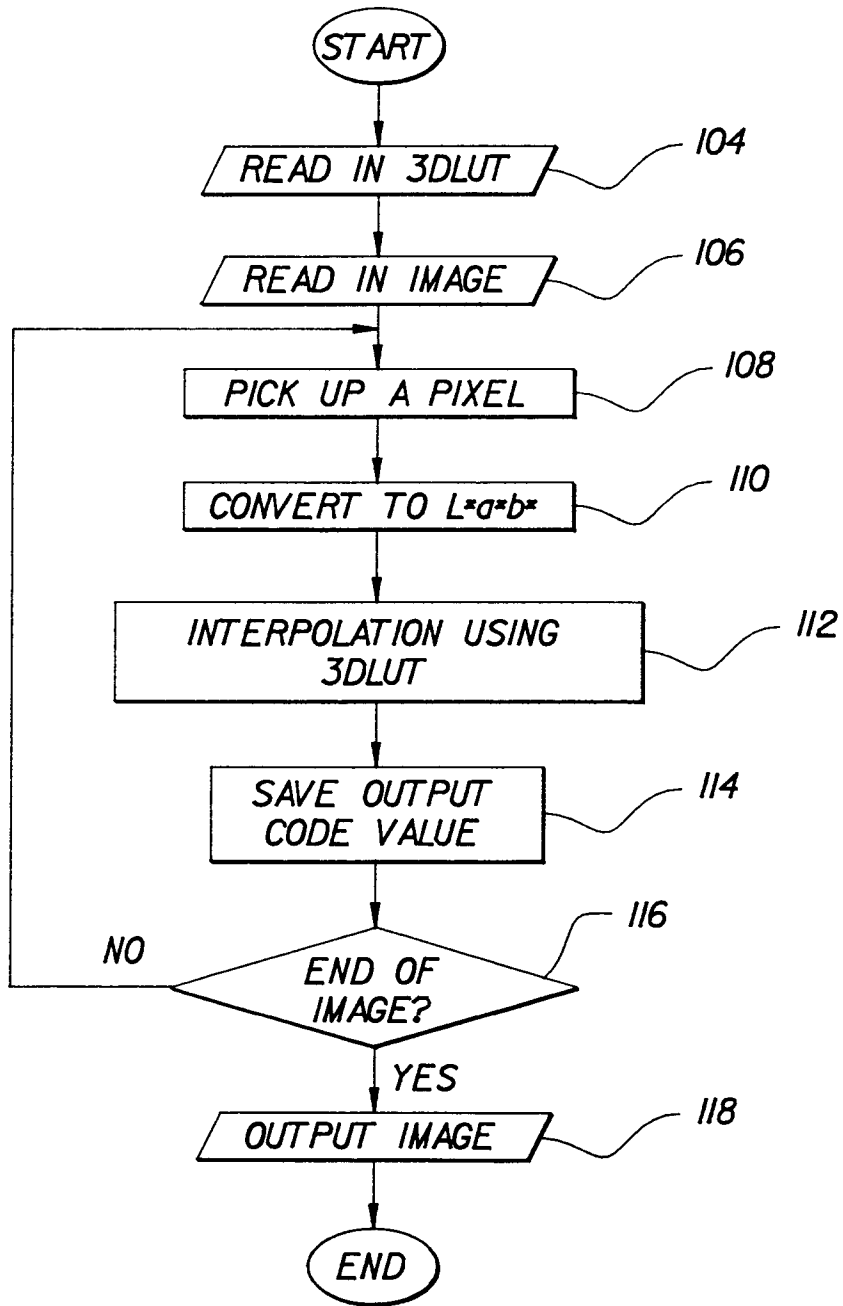 START
READ IN 3DLUT
104
READ IN IMAGE
106
PICK UP A PIXEL
108
CONVERT TO L*a*b*
110
INTERPOLATION USING
3DLUT
112
SAVE OUTPUT
CODE VALUE
114
NO
END OF
IMAGE?
116
YES
OUTPUT IMAGE
118
END